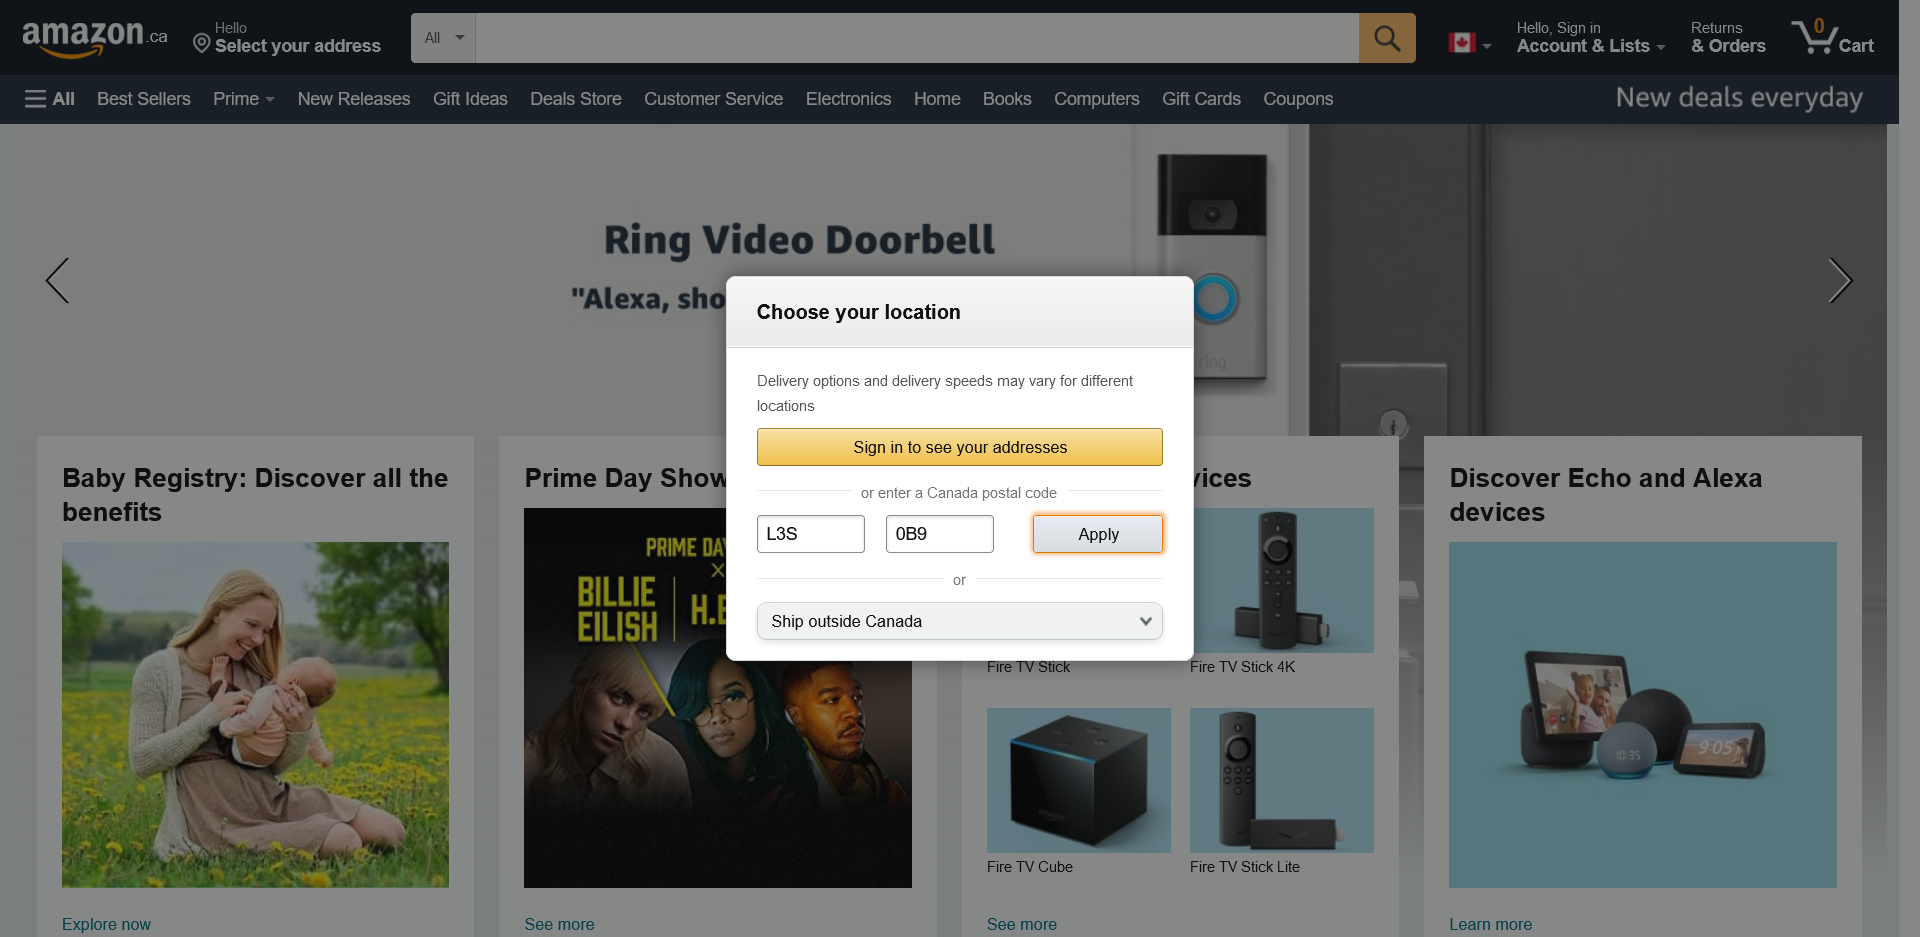 amazon.ca
Hello
Select your address
All
Hello, Sign in
Account & Lists
Returns
& Orders
0
Cart
All
Best Sellers
Prime
New Releases
Gift Ideas
Deals Store
Customer Service
Electronics
Home
Books
Computers
Gift Cards
Coupons
New deals everyday
Ring Video Doorbell
"Alexa, sho
ring
Choose your location
Delivery options and delivery speeds may vary for different
locations
Sign in to see your addresses
or enter a Canada postal code
L3S
0B9
Apply
or
Ship outside Canada
Baby Registry: Discover all the
benefits
Explore now
Prime Day Show
PRIME DAY
X
BILLIE
EILISH
H.E
See more
vices
Fire TV Stick
Fire TV Stick 4K
amazon
Fire TV Cube
Fire TV Stick Lite
See more
Discover Echo and Alexa
devices
10:35
9:05
Learn more